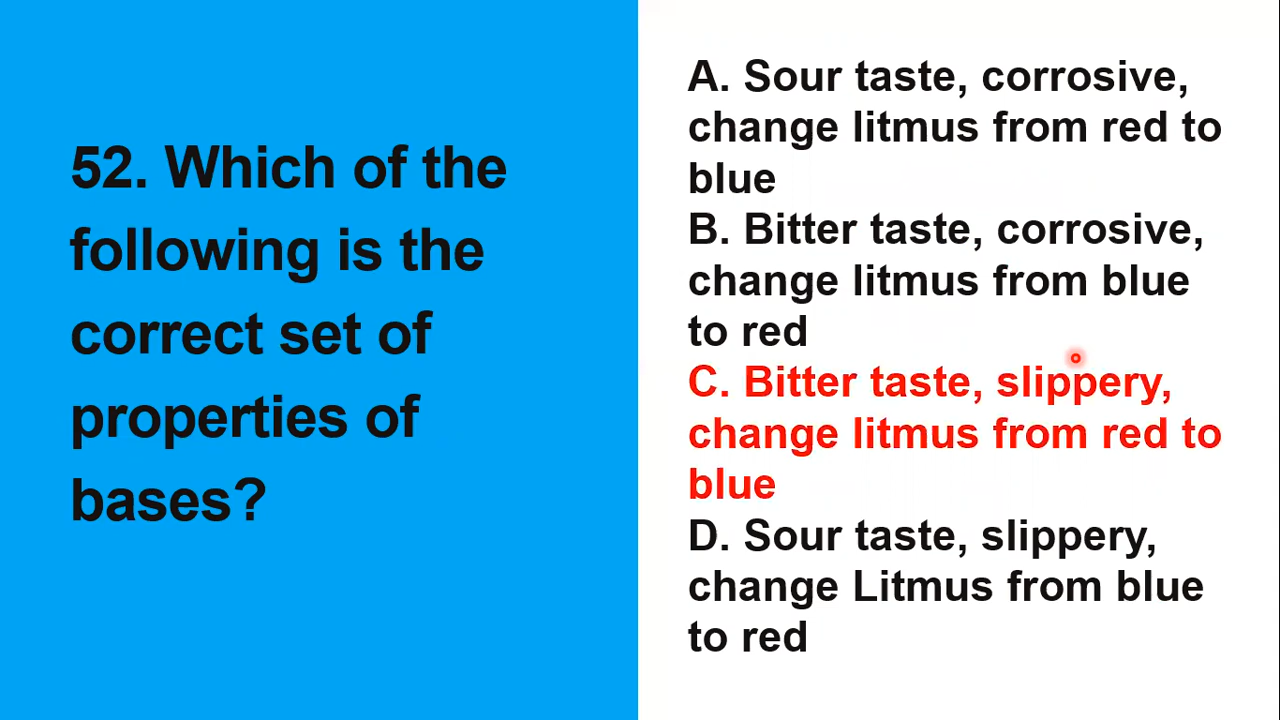 52. Which of the
following is the
correct set of
properties of
bases?
A. Sour taste, corrosive,
change litmus from red to
blue
B. Bitter taste, corrosive,
change litmus from blue
to red
C. Bitter taste, slippery,
change litmus from red to
blue
D. Sour taste, slippery,
change Litmus from blue
to red